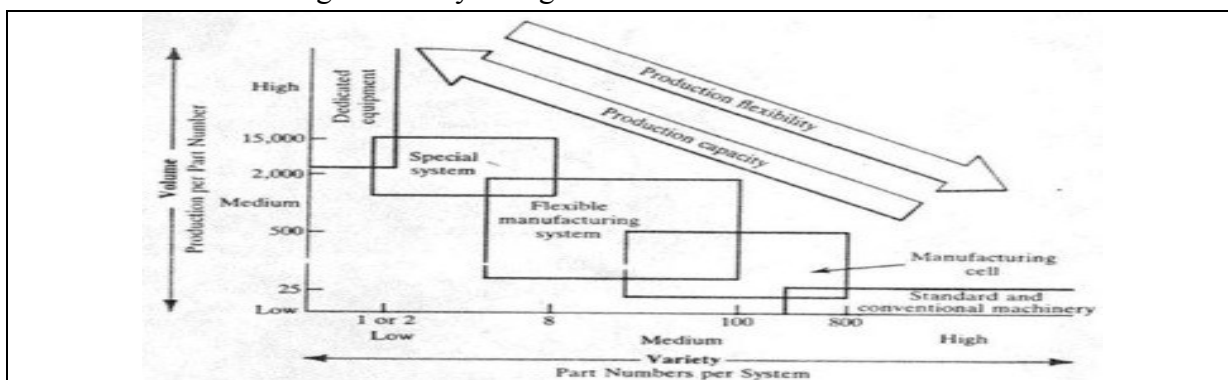 Production flexibility
Production capacity
Volume
Production per Part Number
High
15,000
2,000
Medium
500
25
Low
Dedicated
equipment
Special
system
Flexible
manufacturing
system
Manufacturing
cell
Standard and
conventional machinery
1 or 2
Low
8
100
800
Medium
High
Variety
Part Numbers per System